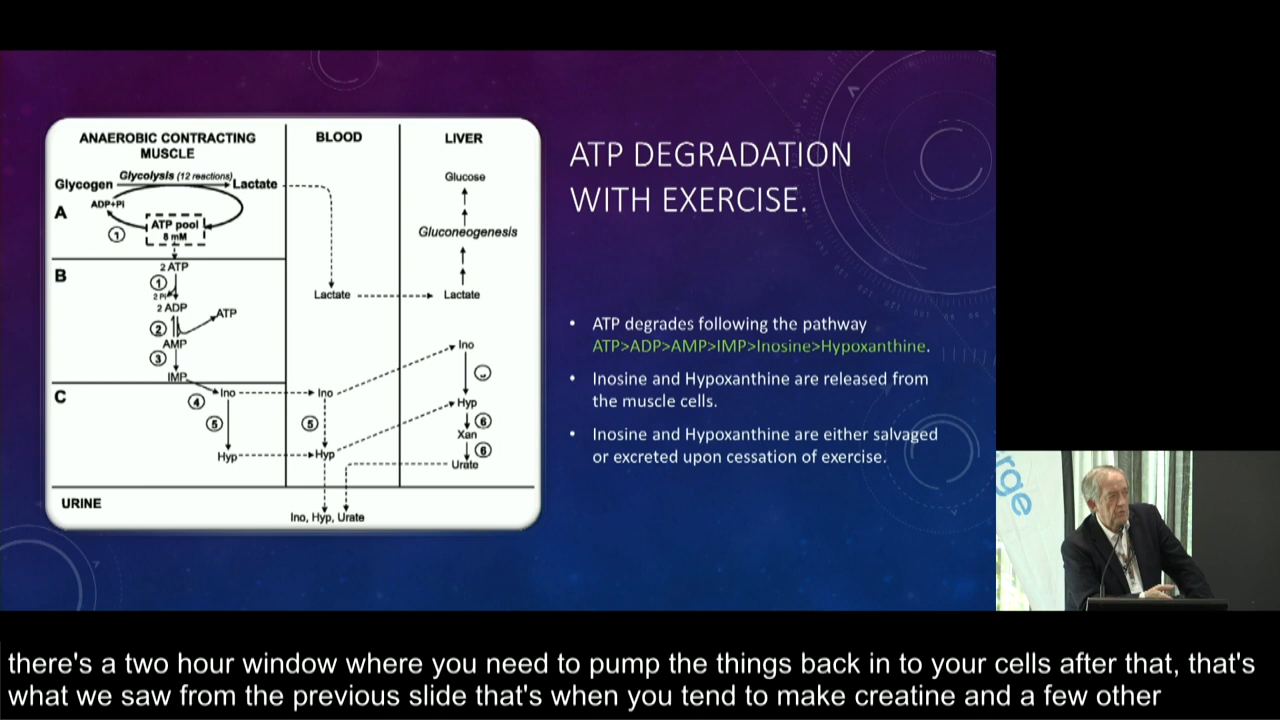 ANAEROBIC CONTRACTING
MUSCLE
BLOOD
LIVER
Glycolysis (12 reactions)
Glycogen
Lactate
ADP+Pi
A
ATP pool
8 mM
1
Glucose
Gluconeogenesis
B
2 ATP
1
2 Pi
2 ADP
ATP
2
AMP
3
IMP
Lactate
Lactate
Ino
C
Ino
Ino
4
5
5
Hyp
Hyp
Hyp
6
Xan
6
Urate
URINE
Ino, Hyp, Urate
ATP DEGRADATION
WITH EXERCISE.
• ATP degrades following the pathway
ATP>ADP>AMP>IMP>Inosine>Hypoxanthine.
• Inosine and Hypoxanthine are released from
the muscle cells.
• Inosine and Hypoxanthine are either salvaged
or excreted upon cessation of exercise.
rge
there's a two hour window where you need to pump the things back in to your cells after that, that's
what we saw from the previous slide that's when you tend to make creatine and a few other